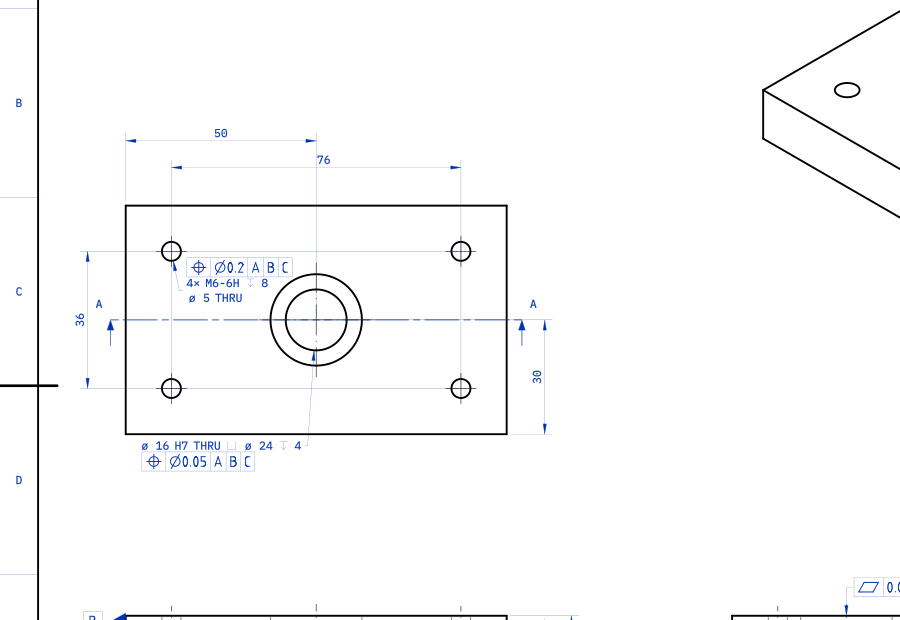 B
50
76
⌖ ⌀0.2 A B C
4× M6-6H ↧ 8
ø 5 THRU
C
A
A
36
30
ø 16 H7 THRU ⌴ ø 24 ↧ 4
⌖ ⌀0.05 A B C
D